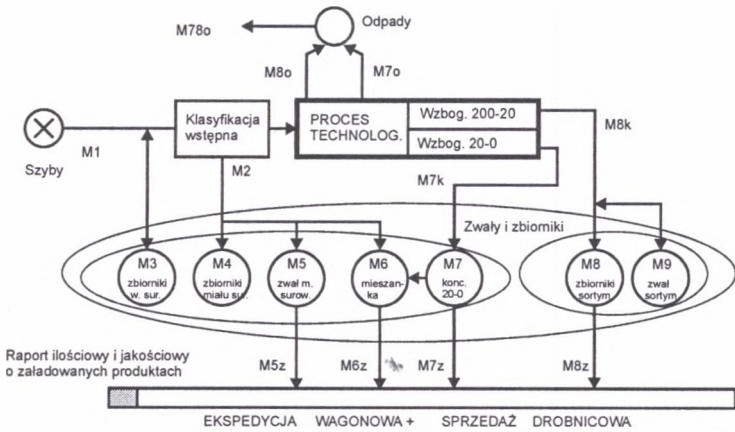 Odpady
M78o
M8o
M7o
Klasyfikacja
wstępna
PROCES
TECHNOLOG.
Wzbog. 200-20
Wzbog. 20-0
M8k
M1
Szyby
M2
M7k
Zwały i zbiorniki
M3
zbiorniki
w. sur.
M4
zbiorniki
miału sur.
M5
zwał m.
surow.
M6
mieszan-
ka
M7
konc.
20-0
M8
zbiorniki
sortym.
M9
zwał
sortym.
Raport ilościowy i jakościowy
o załadowanych produktach
M5z
M6z
M7z
M8z
EKSPEDYCJA WAGONOWA + SPRZEDAŻ DROBNICOWA